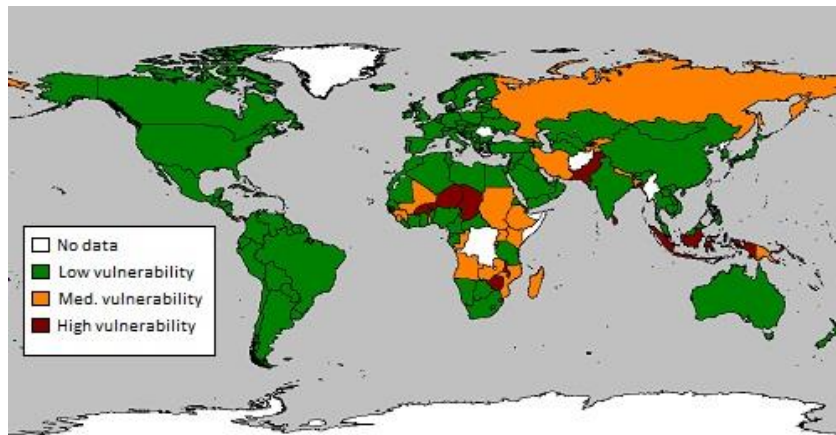 No data
Low vulnerability
Med. vulnerability
High vulnerability